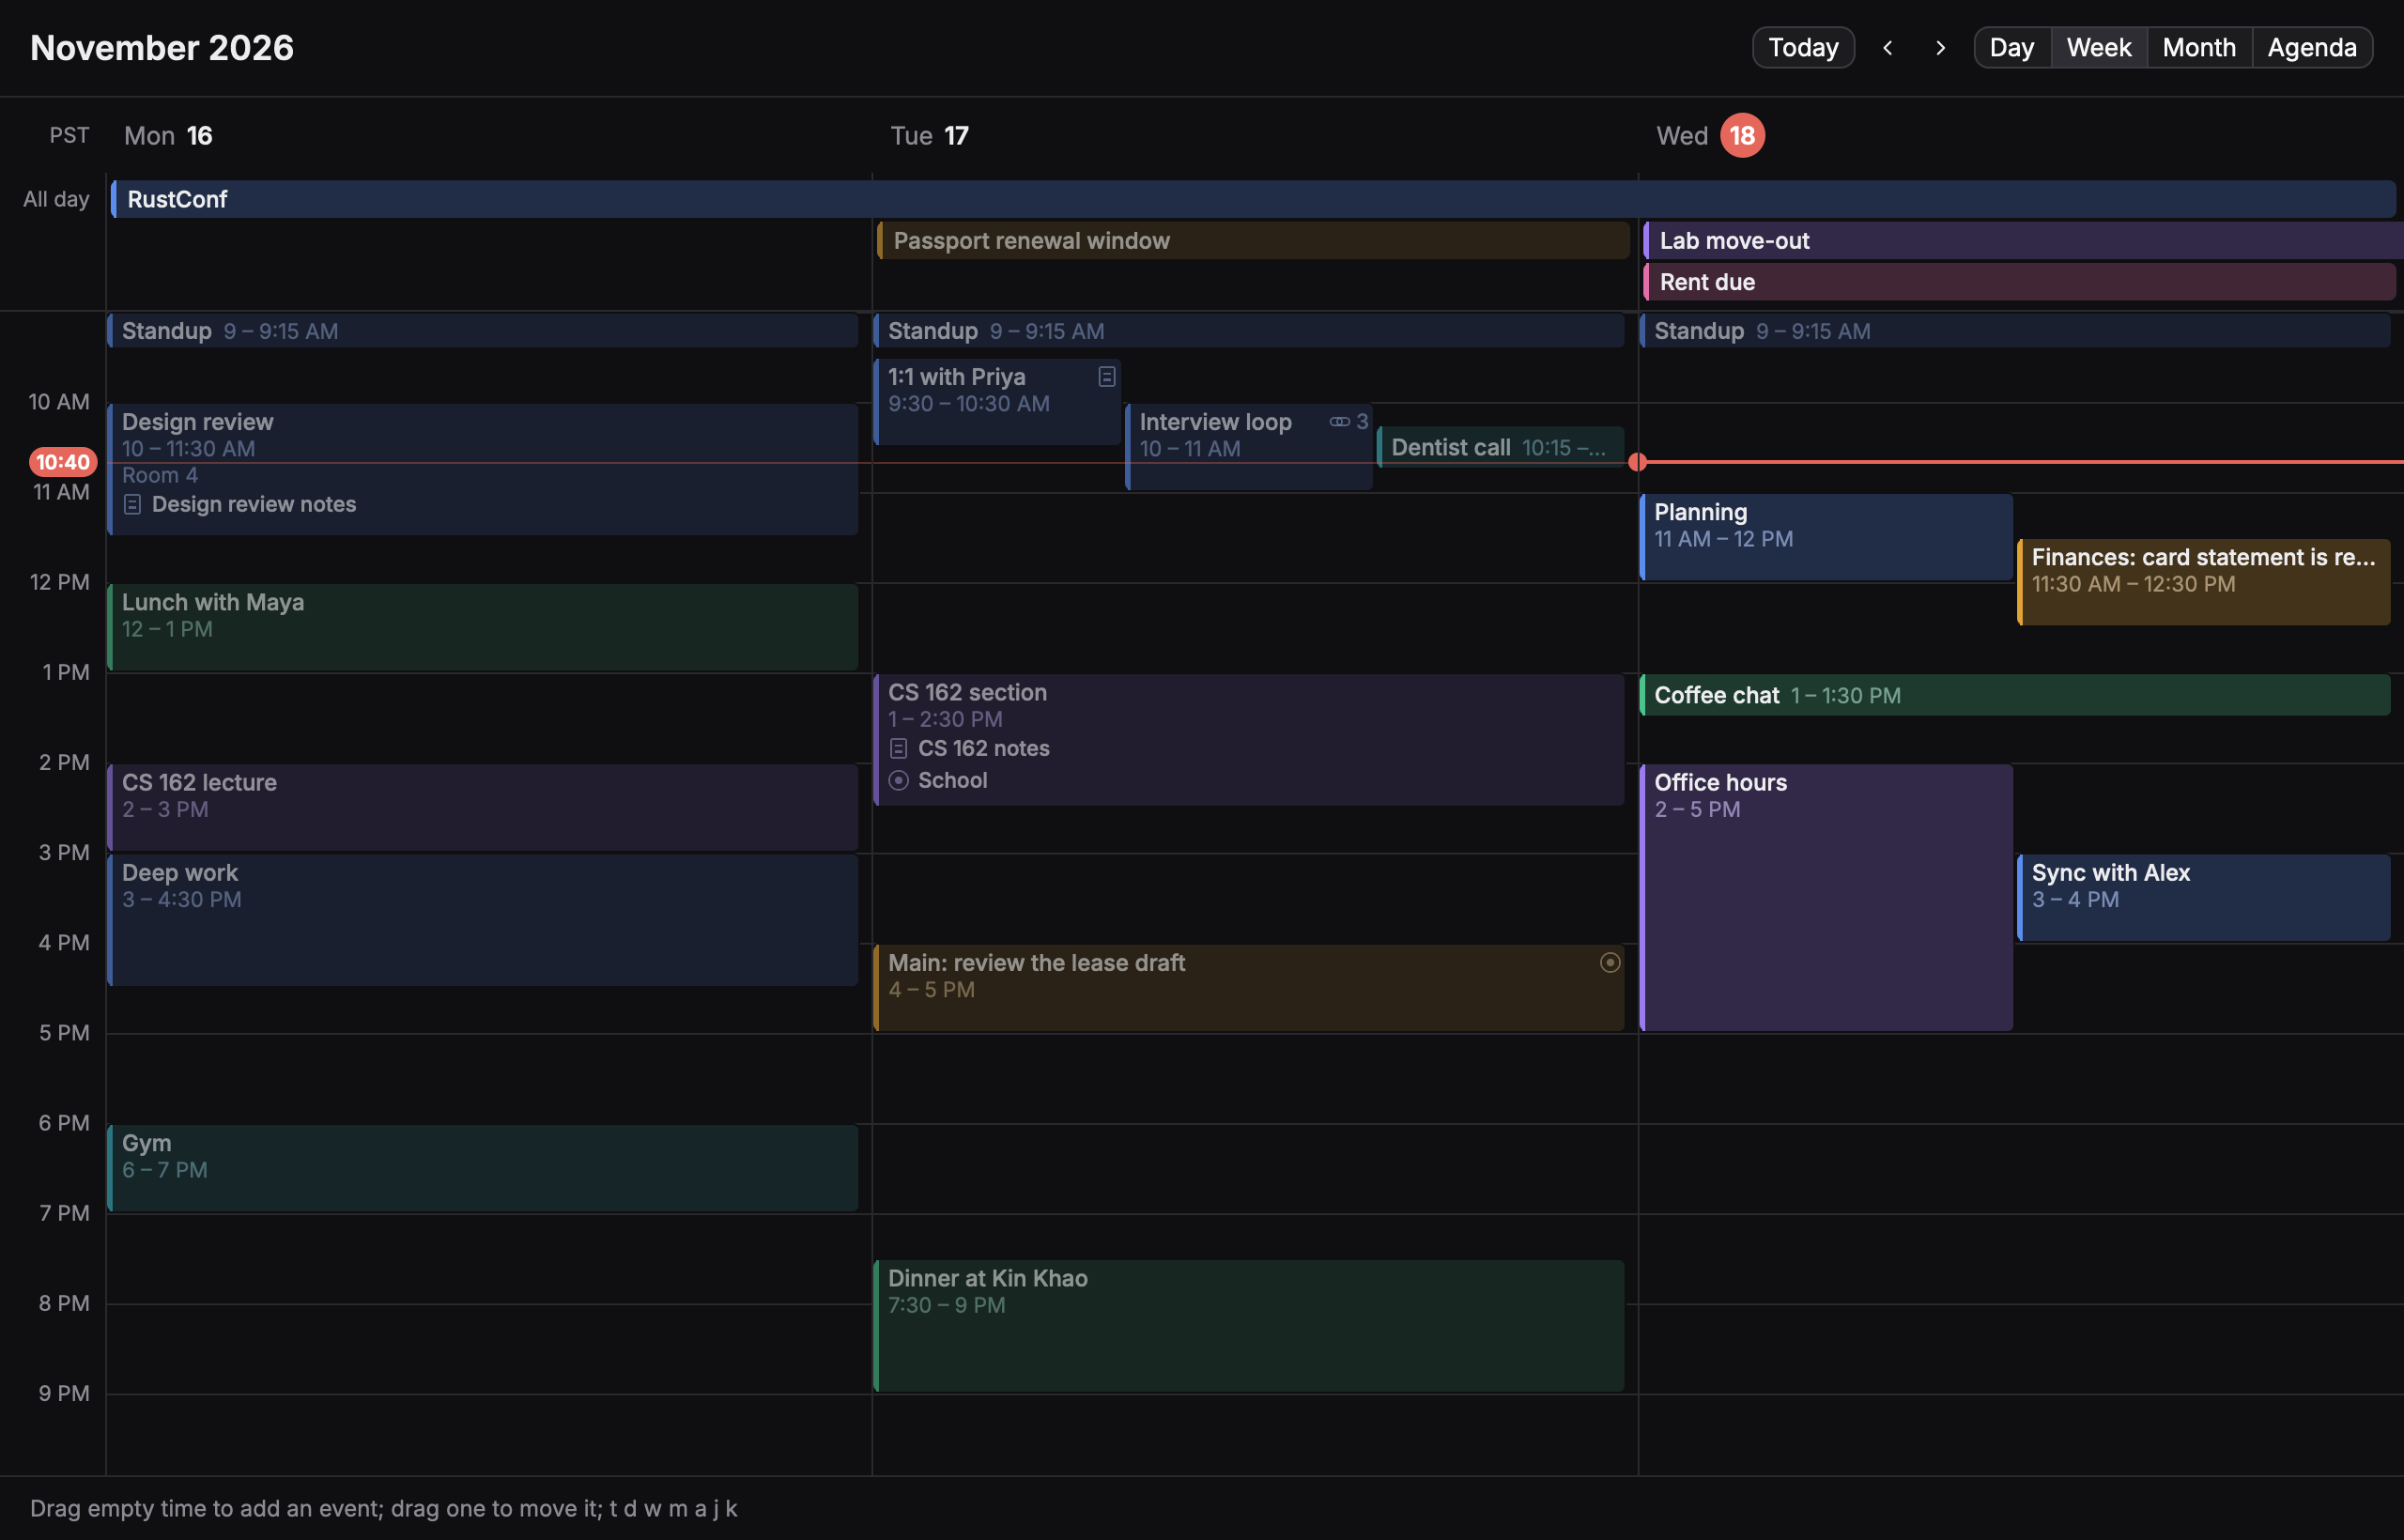 November 2026
Today
Day
Week
Month
Agenda
PST
Mon 16
Tue 17
Wed 18
All day
RustConf
Passport renewal window
Lab move-out
Rent due
10 AM
10:40
11 AM
12 PM
1 PM
2 PM
3 PM
4 PM
5 PM
6 PM
7 PM
8 PM
9 PM
Standup 9 – 9:15 AM
Design review
10 – 11:30 AM
Room 4
Design review notes
Lunch with Maya
12 – 1 PM
CS 162 lecture
2 – 3 PM
Deep work
3 – 4:30 PM
Gym
6 – 7 PM
Standup 9 – 9:15 AM
1:1 with Priya
9:30 – 10:30 AM
Interview loop 3
10 – 11 AM
Dentist call 10:15 –...
CS 162 section
1 – 2:30 PM
CS 162 notes
School
Main: review the lease draft
4 – 5 PM
Dinner at Kin Khao
7:30 – 9 PM
Standup 9 – 9:15 AM
Planning
11 AM – 12 PM
Finances: card statement is re...
11:30 AM – 12:30 PM
Coffee chat 1 – 1:30 PM
Office hours
2 – 5 PM
Sync with Alex
3 – 4 PM
Drag empty time to add an event; drag one to move it; t d w m a j k